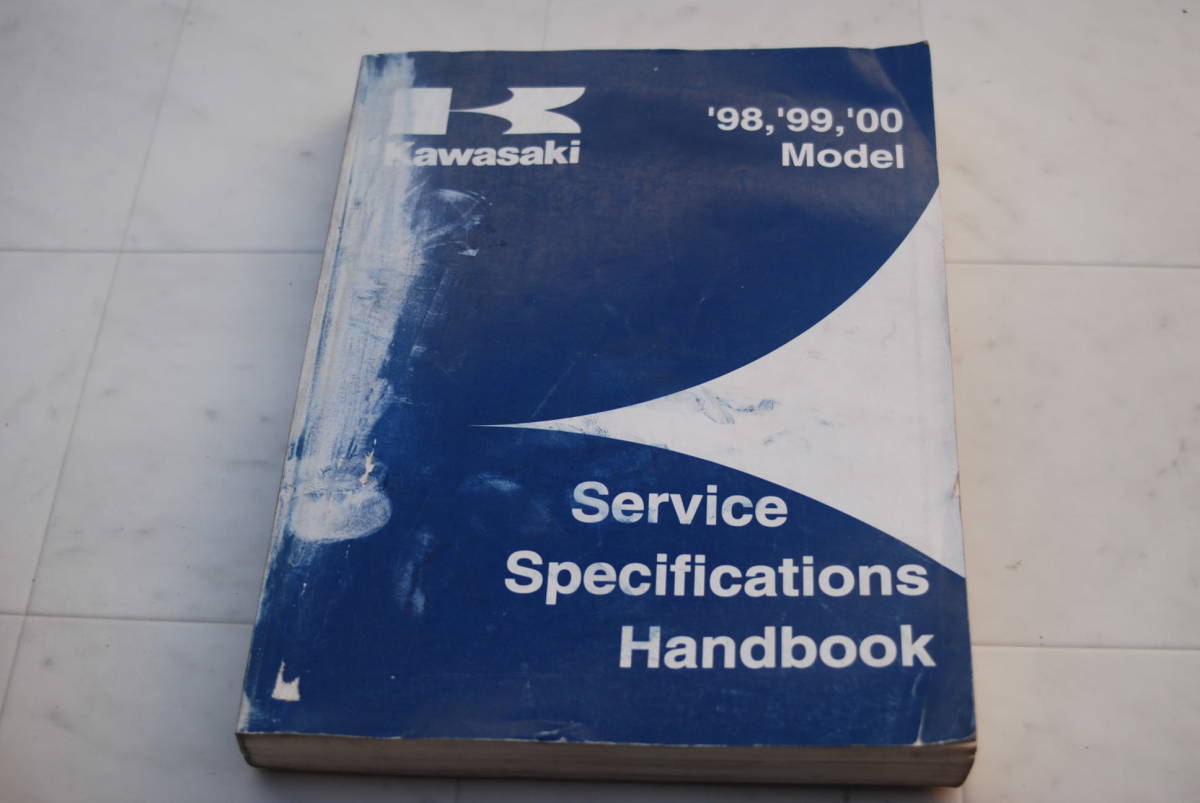 Kawasaki
'98,'99,'00
Model
Service
Specifications
Handbook